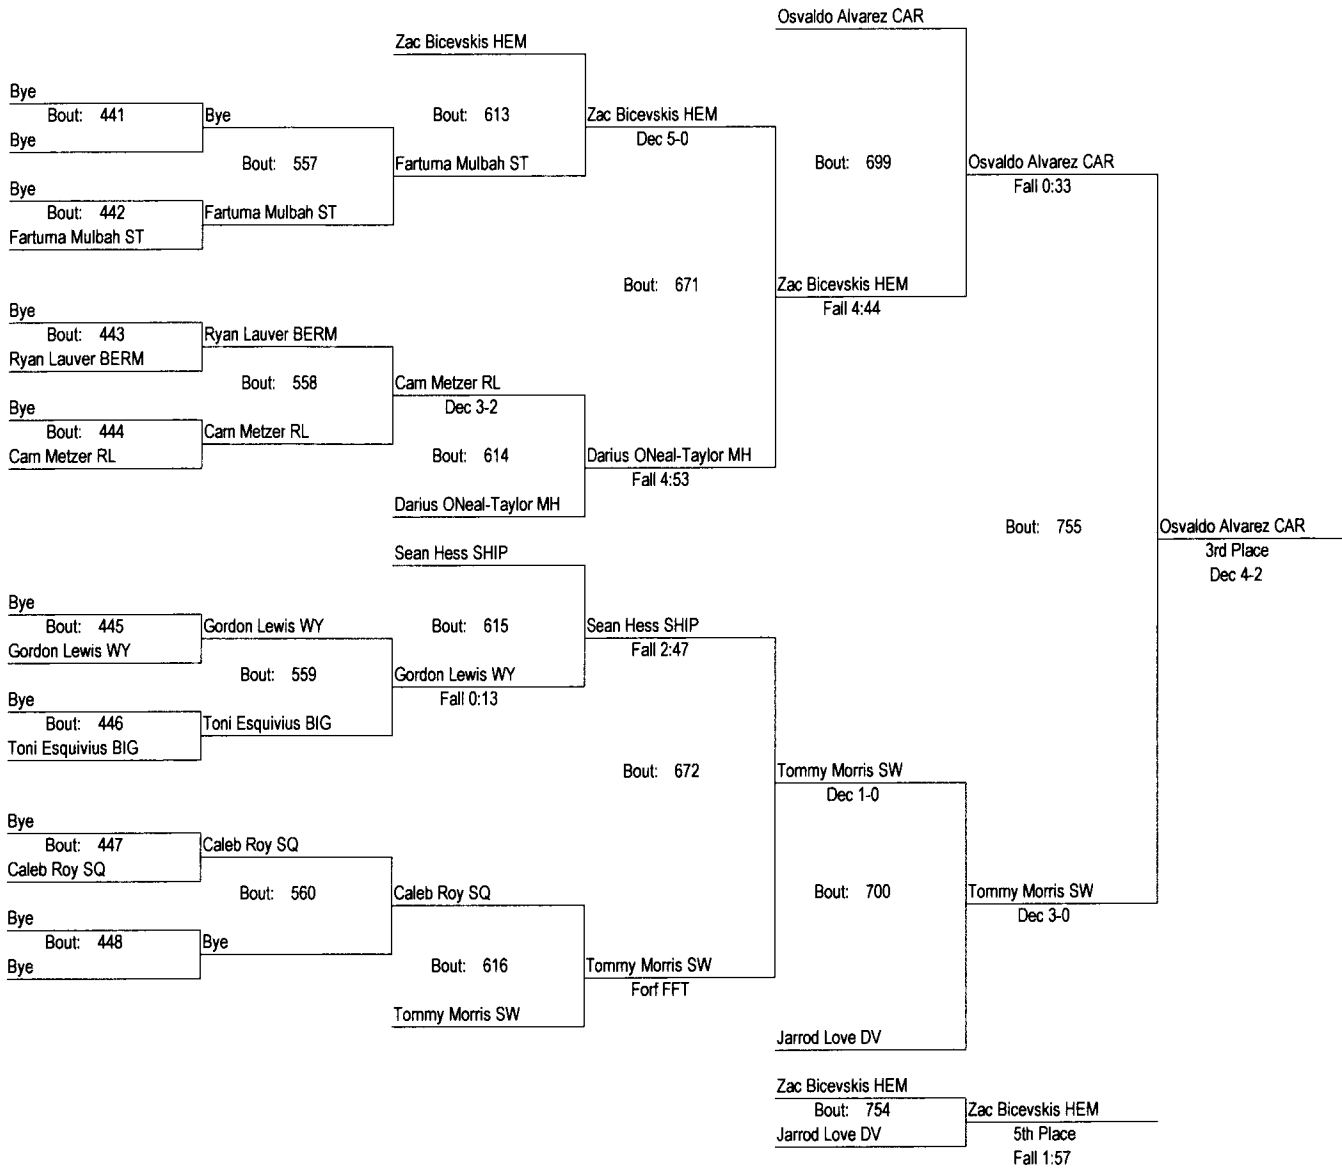 Osvaldo Alvarez CAR
Zac Bicevskis HEM
Bye
Bout: 441
Bye
Bye
Bout: 557
Bout: 613
Zac Bicevskis HEM
Dec 5-0
Fartuma Mulbah ST
Bye
Bout: 442
Fartuma Mulbah ST
Fartuma Mulbah ST
Bout: 699
Osvaldo Alvarez CAR
Fall 0:33
Bout: 671
Zac Bicevskis HEM
Fall 4:44
Bye
Bout: 443
Ryan Lauver BERM
Ryan Lauver BERM
Bout: 558
Cam Metzer RL
Dec 3-2
Bye
Bout: 444
Cam Metzer RL
Cam Metzer RL
Bout: 614
Darius ONeal-Taylor MH
Fall 4:53
Darius ONeal-Taylor MH
Bout: 755
Osvaldo Alvarez CAR
3rd Place
Dec 4-2
Sean Hess SHIP
Bye
Bout: 445
Gordon Lewis WY
Gordon Lewis WY
Bout: 615
Sean Hess SHIP
Fall 2:47
Bout: 559
Gordon Lewis WY
Fall 0:13
Bye
Bout: 446
Toni Esquivius BIG
Toni Esquivius BIG
Bout: 672
Tommy Morris SW
Dec 1-0
Bye
Bout: 447
Caleb Roy SQ
Caleb Roy SQ
Bout: 560
Caleb Roy SQ
Bout: 700
Tommy Morris SW
Dec 3-0
Bye
Bout: 448
Bye
Bye
Bout: 616
Tommy Morris SW
Forf FFT
Tommy Morris SW
Jarrod Love DV
Zac Bicevskis HEM
Bout: 754
Jarrod Love DV
Zac Bicevskis HEM
5th Place
Fall 1:57